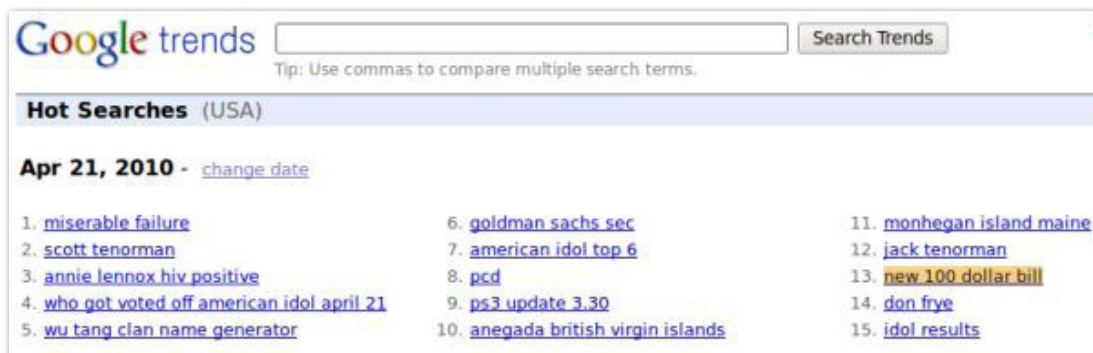 Google trends
Search Trends
Tip: Use commas to compare multiple search terms.
Hot Searches (USA)
Apr 21, 2010 - change date
1. miserable failure
2. scott tenorman
3. annie lennox hiv positive
4. who got voted off american idol april 21
5. wu tang clan name generator
6. goldman sachs sec
7. american idol top 6
8. pcd
9. ps3 update 3.30
10. anegada british virgin islands
11. monhegan island maine
12. jack tenorman
13. new 100 dollar bill
14. don frye
15. idol results